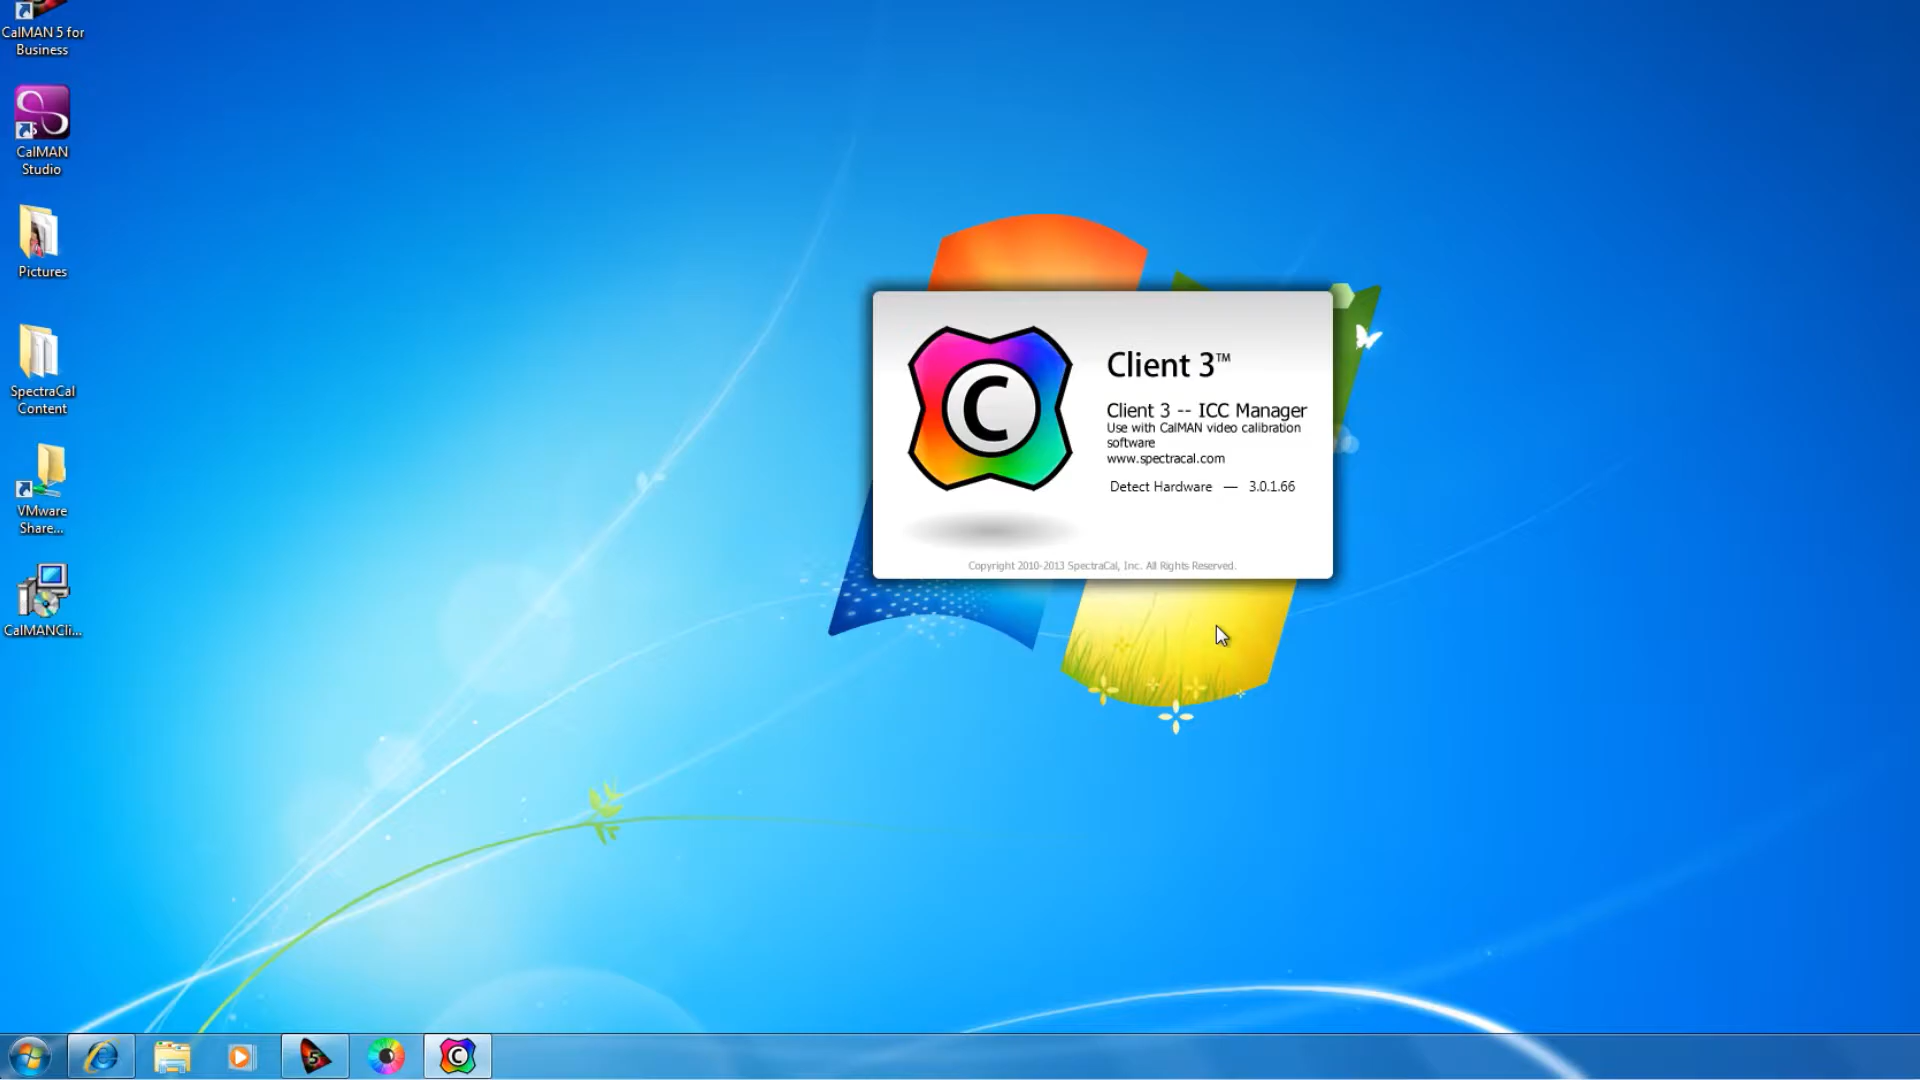 CalMAN 5 for
Business
CalMAN
Studio
Pictures
SpectraCal
Content
VMware
Share...
CalMANCli...
C
Client 3™
Client 3 -- ICC Manager
Use with CalMAN video calibration
software
www.spectracal.com
Detect Hardware — 3.0.1.66
Copyright 2010-2013 SpectraCal, Inc. All Rights Reserved.
5
C